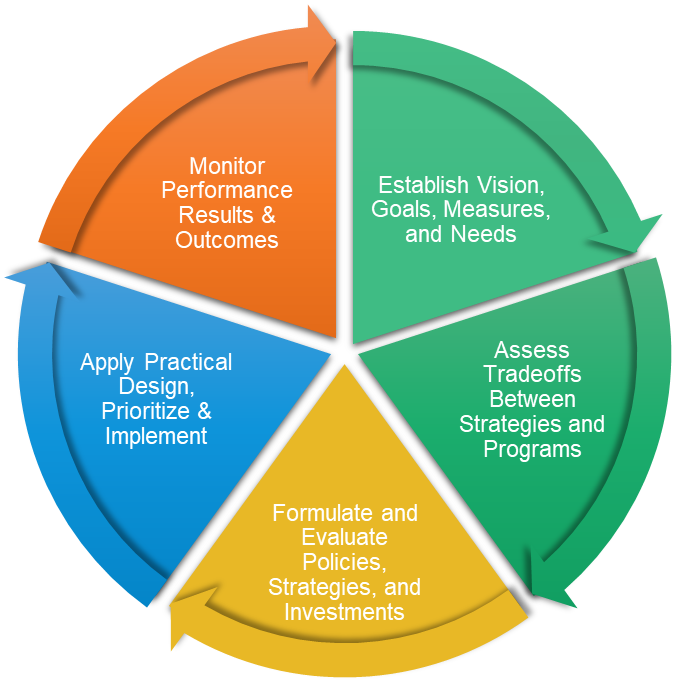 Establish Vision,
Goals, Measures,
and Needs
Assess
Tradeoffs
Between
Strategies and
Programs
Formulate and
Evaluate
Policies,
Strategies, and
Investments
Apply Practical
Design,
Prioritize &
Implement
Monitor
Performance
Results &
Outcomes